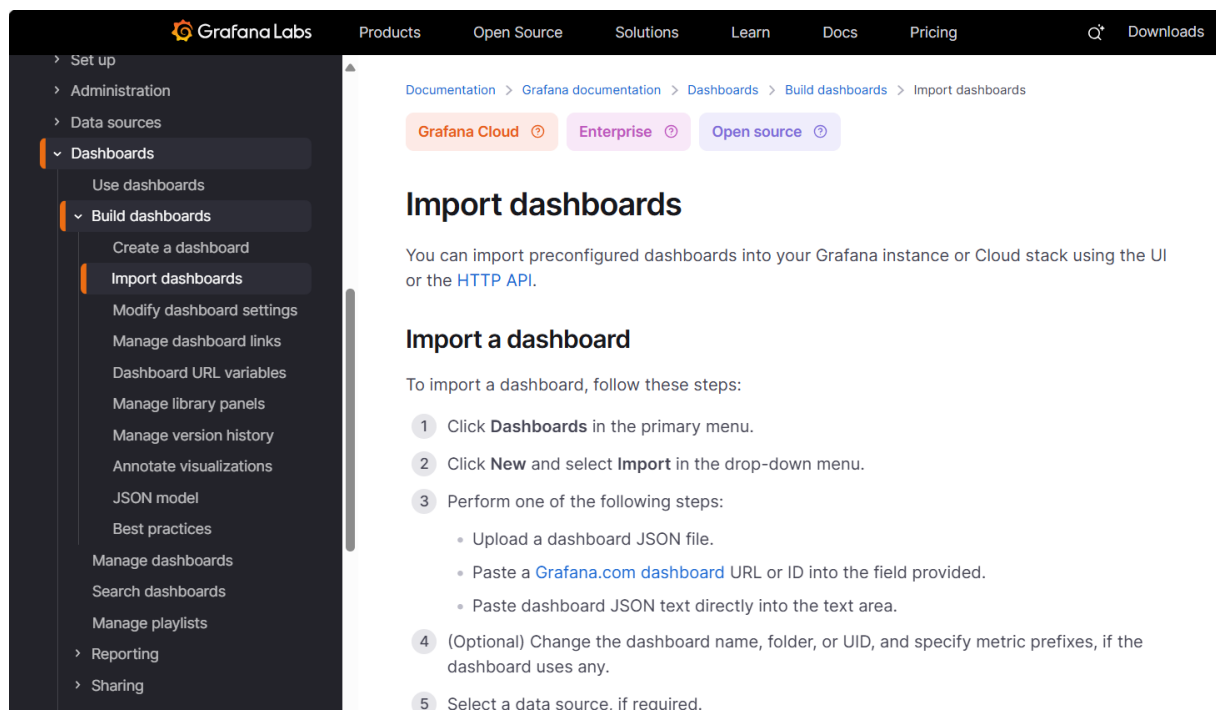 Grafana Labs
Products
Open Source
Solutions
Learn
Docs
Pricing
Downloads
Set up
Administration
Data sources
Dashboards
Use dashboards
Build dashboards
Create a dashboard
Import dashboards
Modify dashboard settings
Manage dashboard links
Dashboard URL variables
Manage library panels
Manage version history
Annotate visualizations
JSON model
Best practices
Manage dashboards
Search dashboards
Manage playlists
Reporting
Sharing
Documentation > Grafana documentation > Dashboards > Build dashboards > Import dashboards
Grafana Cloud
Enterprise
Open source
Import dashboards
You can import preconfigured dashboards into your Grafana instance or Cloud stack using the UI
or the HTTP API.
Import a dashboard
To import a dashboard, follow these steps:
1 Click Dashboards in the primary menu.
2 Click New and select Import in the drop-down menu.
3 Perform one of the following steps:
• Upload a dashboard JSON file.
• Paste a Grafana.com dashboard URL or ID into the field provided.
• Paste dashboard JSON text directly into the text area.
4 (Optional) Change the dashboard name, folder, or UID, and specify metric prefixes, if the
dashboard uses any.
5 Select a data source, if required.